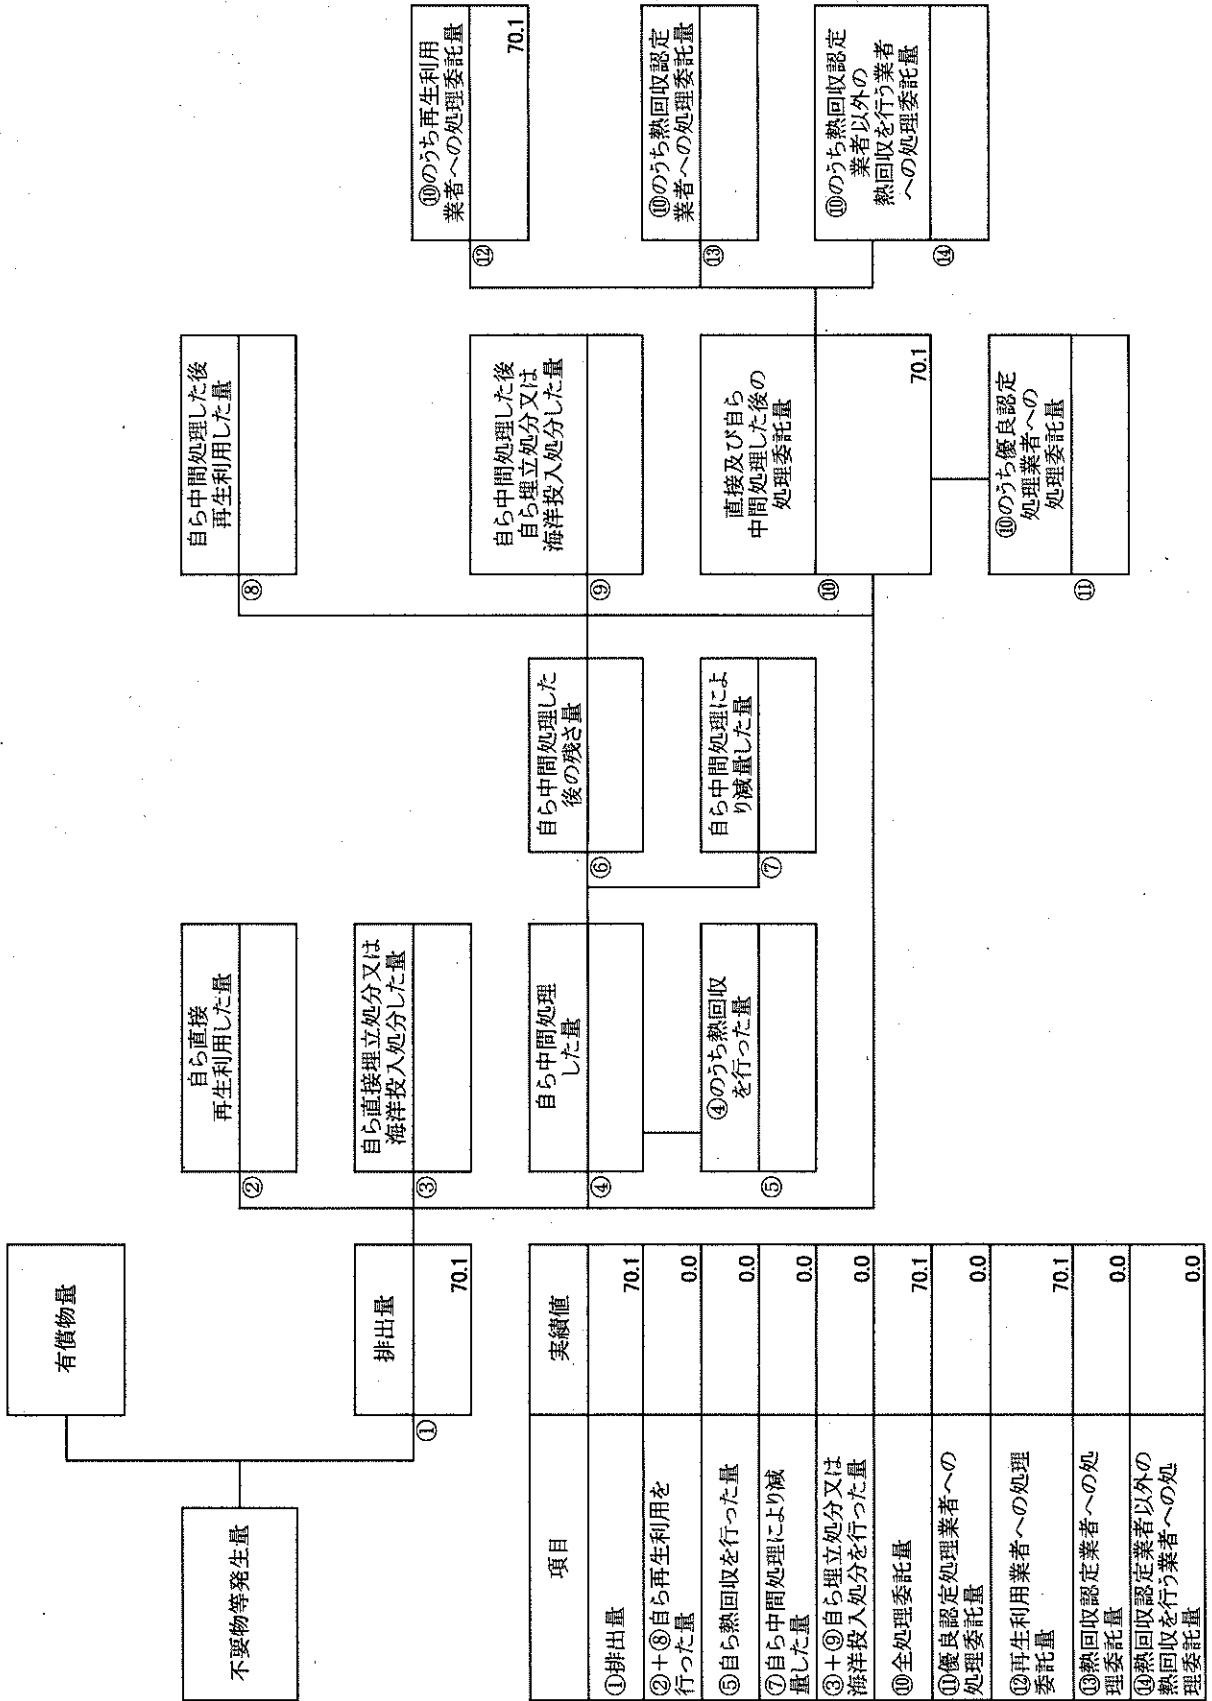 不要物等発生量
有償物量
排出量
①
70.1
自ら直接
再生利用した量
②
自ら直接埋立処分又は
海洋投入処分した量
③
自ら中間処理
した量
④
④のうち熱回収
を行った量
⑤
自ら中間処理した
後の残さ量
⑥
自ら中間処理によ
り減量した量
⑦
自ら中間処理した後
再生利用した量
⑧
自ら中間処理した後
自ら埋立処分又は
海洋投入処分した量
⑨
直接及び自ら
中間処理した後の
処理委託量
⑩
70.1
⑩のうち優良認定
処理業者への
処理委託量
⑪
⑩のうち再生利用
業者への処理委託量
⑫
70.1
⑩のうち熱回収認定
業者への処理委託量
⑬
⑩のうち熱回収認定
業者以外の
熱回収を行う業者
への処理委託量
⑭
項目 実績値
①排出量 70.1
②+⑧自ら再生利用を
行った量 0.0
⑤自ら熱回収を行った量 0.0
⑦自ら中間処理により減
量した量 0.0
③+⑨自ら埋立処分又は
海洋投入処分を行った量 0.0
⑩全処理委託量 70.1
⑪優良認定処理業者への
処理委託量 0.0
⑫再生利用業者への処理
委託量 70.1
⑬熱回収認定業者への処
理委託量 0.0
⑭熱回収認定業者以外の
熱回収を行う業者への処
理委託量 0.0